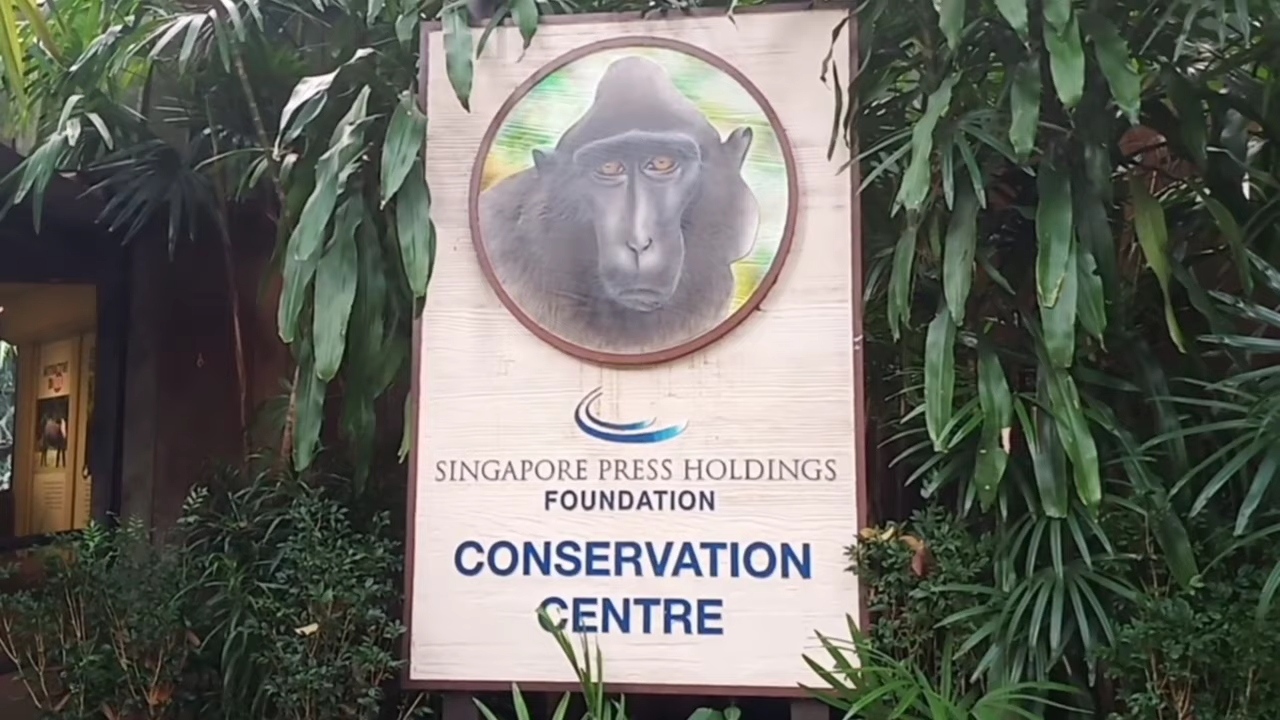 SINGAPORE PRESS HOLDINGS
FOUNDATION
CONSERVATION
CENTRE